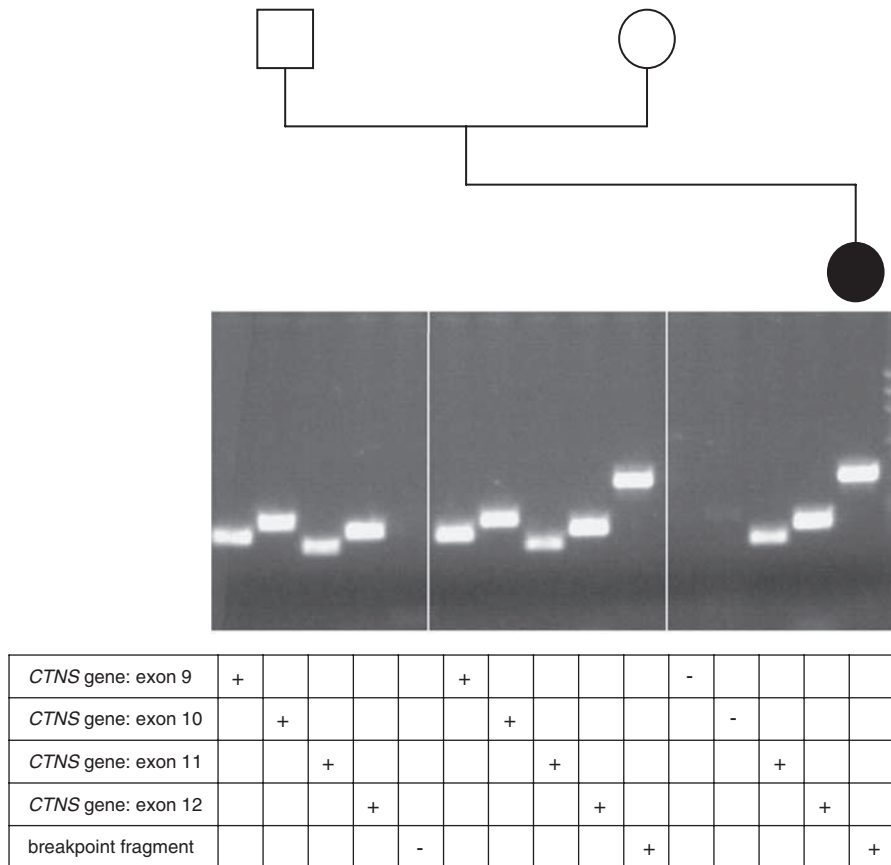 CTNS gene: exon 9 + + -
CTNS gene: exon 10 + + -
CTNS gene: exon 11 + + +
CTNS gene: exon 12 + + +
breakpoint fragment - + +